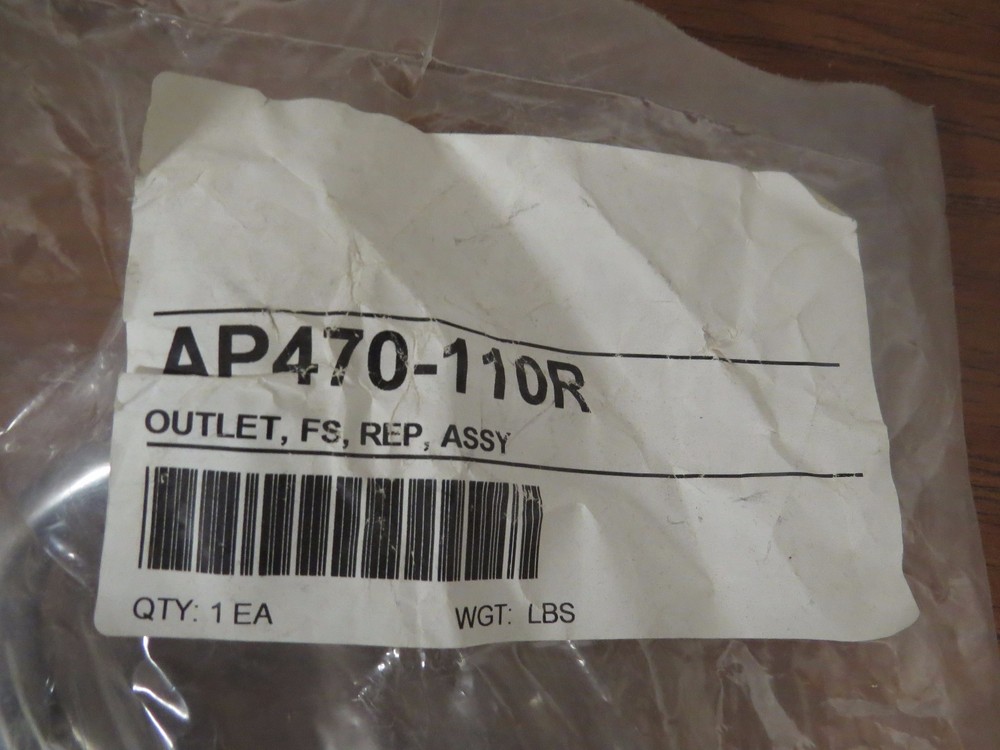 AP470-110R
OUTLET, FS, REP, ASSY
QTY: 1 EA WGT: LBS